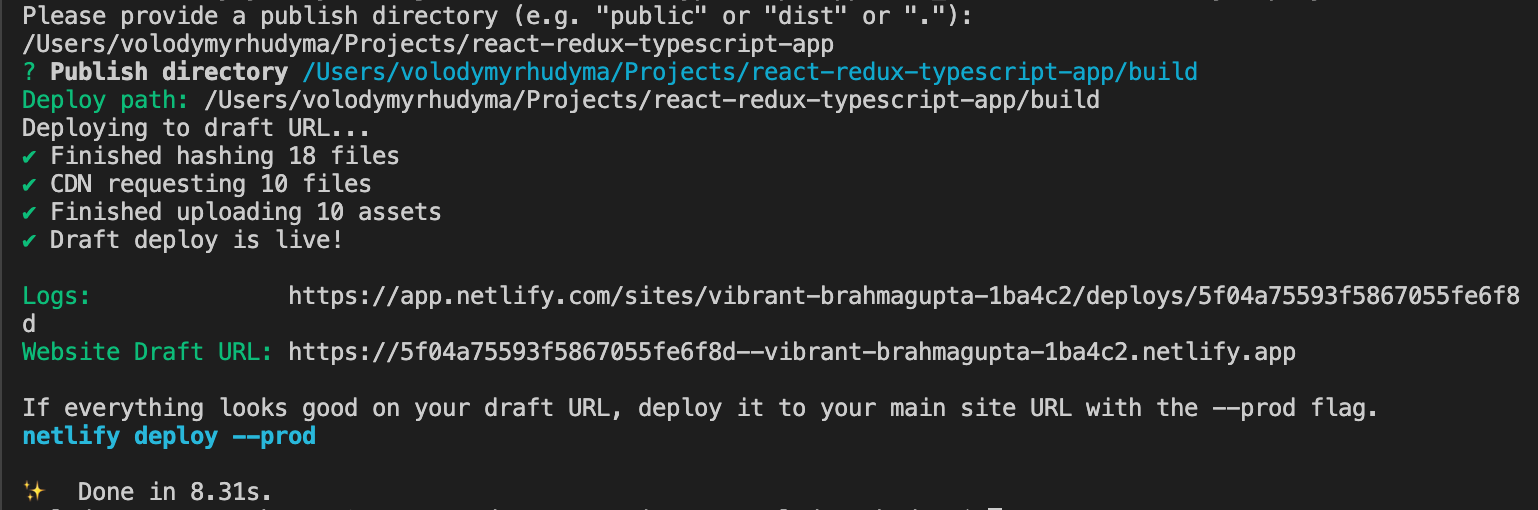 Please provide a publish directory (e.g. "public" or "dist" or "."):
/Users/volodymyrhudyma/Projects/react-redux-typescript-app
? Publish directory /Users/volodymyrhudyma/Projects/react-redux-typescript-app/build
Deploy path: /Users/volodymyrhudyma/Projects/react-redux-typescript-app/build
Deploying to draft URL...
✔ Finished hashing 18 files
✔ CDN requesting 10 files
✔ Finished uploading 10 assets
✔ Draft deploy is live!
Logs: https://app.netlify.com/sites/vibrant-brahmagupta-1ba4c2/deploys/5f04a75593f5867055fe6f8
d
Website Draft URL: https://5f04a75593f5867055fe6f8d--vibrant-brahmagupta-1ba4c2.netlify.app
If everything looks good on your draft URL, deploy it to your main site URL with the --prod flag.
netlify deploy --prod
✨ Done in 8.31s.